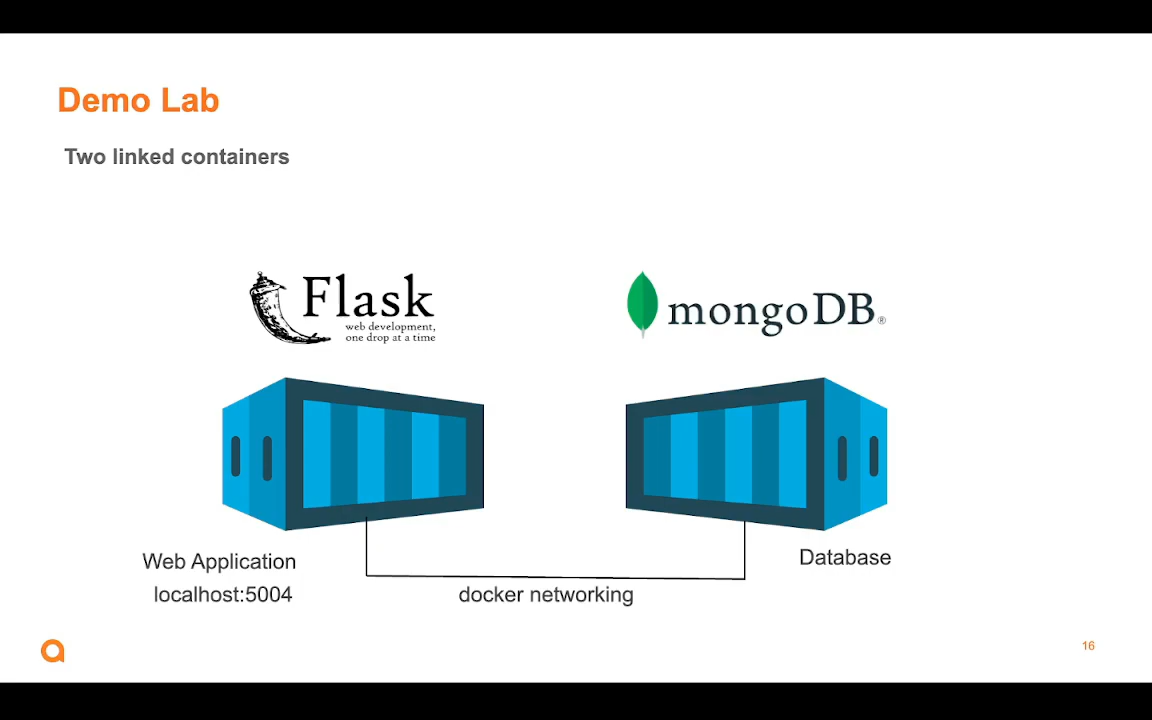 Demo Lab
Two linked containers
Flask
web development,
one drop at a time
mongoDB®
Web Application
localhost:5004
docker networking
Database
16